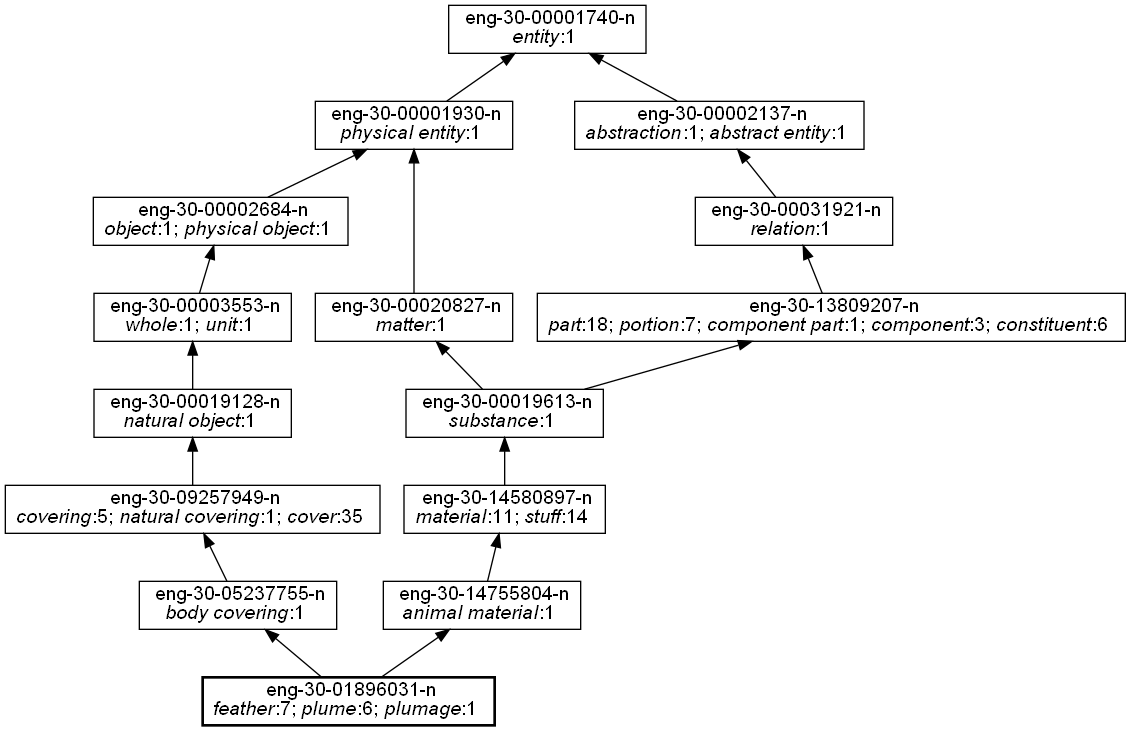 eng-30-00001740-n
entity:1
eng-30-00001930-n
physical entity:1
eng-30-00002137-n
abstraction:1; abstract entity:1
eng-30-00002684-n
object:1; physical object:1
eng-30-00031921-n
relation:1
eng-30-00003553-n
whole:1; unit:1
eng-30-00020827-n
matter:1
eng-30-13809207-n
part:18; portion:7; component part:1; component:3; constituent:6
eng-30-00019128-n
natural object:1
eng-30-00019613-n
substance:1
eng-30-09257949-n
covering:5; natural covering:1; cover:35
eng-30-14580897-n
material:11; stuff:14
eng-30-05237755-n
body covering:1
eng-30-14755804-n
animal material:1
eng-30-01896031-n
feather:7; plume:6; plumage:1